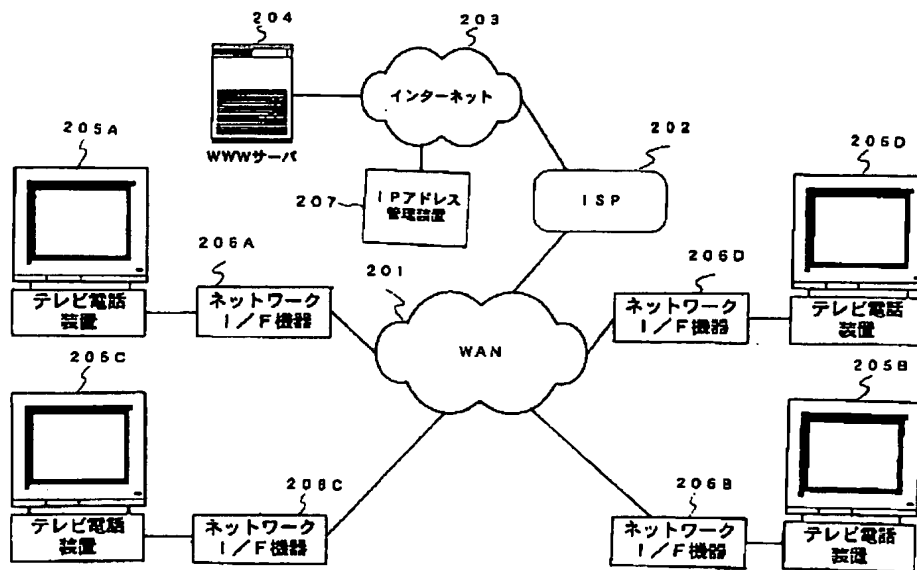 204
203
インターネット
WWWサーバ
205A
202
205D
ISP
207
IPアドレス
管理装置
206A
201
206D
テレビ電話
装置
ネットワーク
I/F機器
ネットワーク
I/F機器
テレビ電話
装置
WAN
205C
205B
206C
206B
テレビ電話
装置
ネットワーク
I/F機器
ネットワーク
I/F機器
テレビ電話
装置